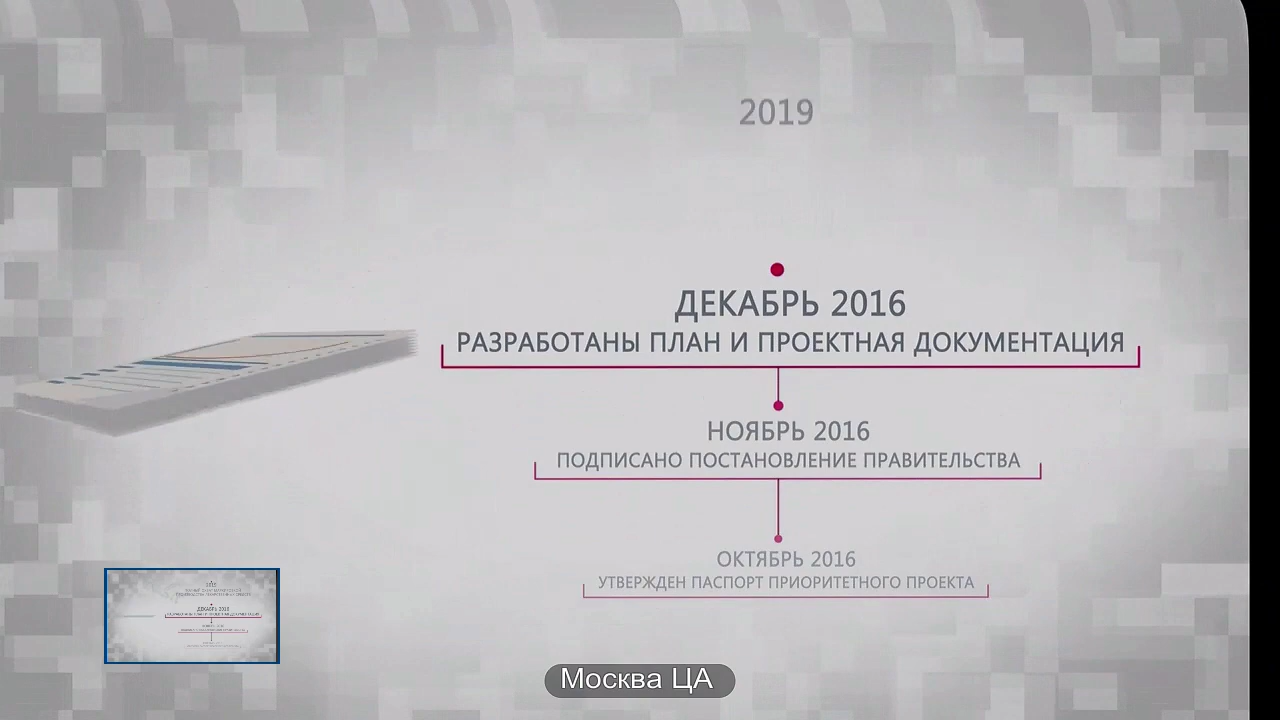 2019
ДЕКАБРЬ 2016
РАЗРАБОТАНЫ ПЛАН И ПРОЕКТНАЯ ДОКУМЕНТАЦИЯ
НОЯБРЬ 2016
ПОДПИСАНО ПОСТАНОВЛЕНИЕ ПРАВИТЕЛЬСТВА
ОКТЯБРЬ 2016
УТВЕРЖДЕН ПАСПОРТ ПРИОРИТЕТНОГО ПРОЕКТА
Москва ЦА